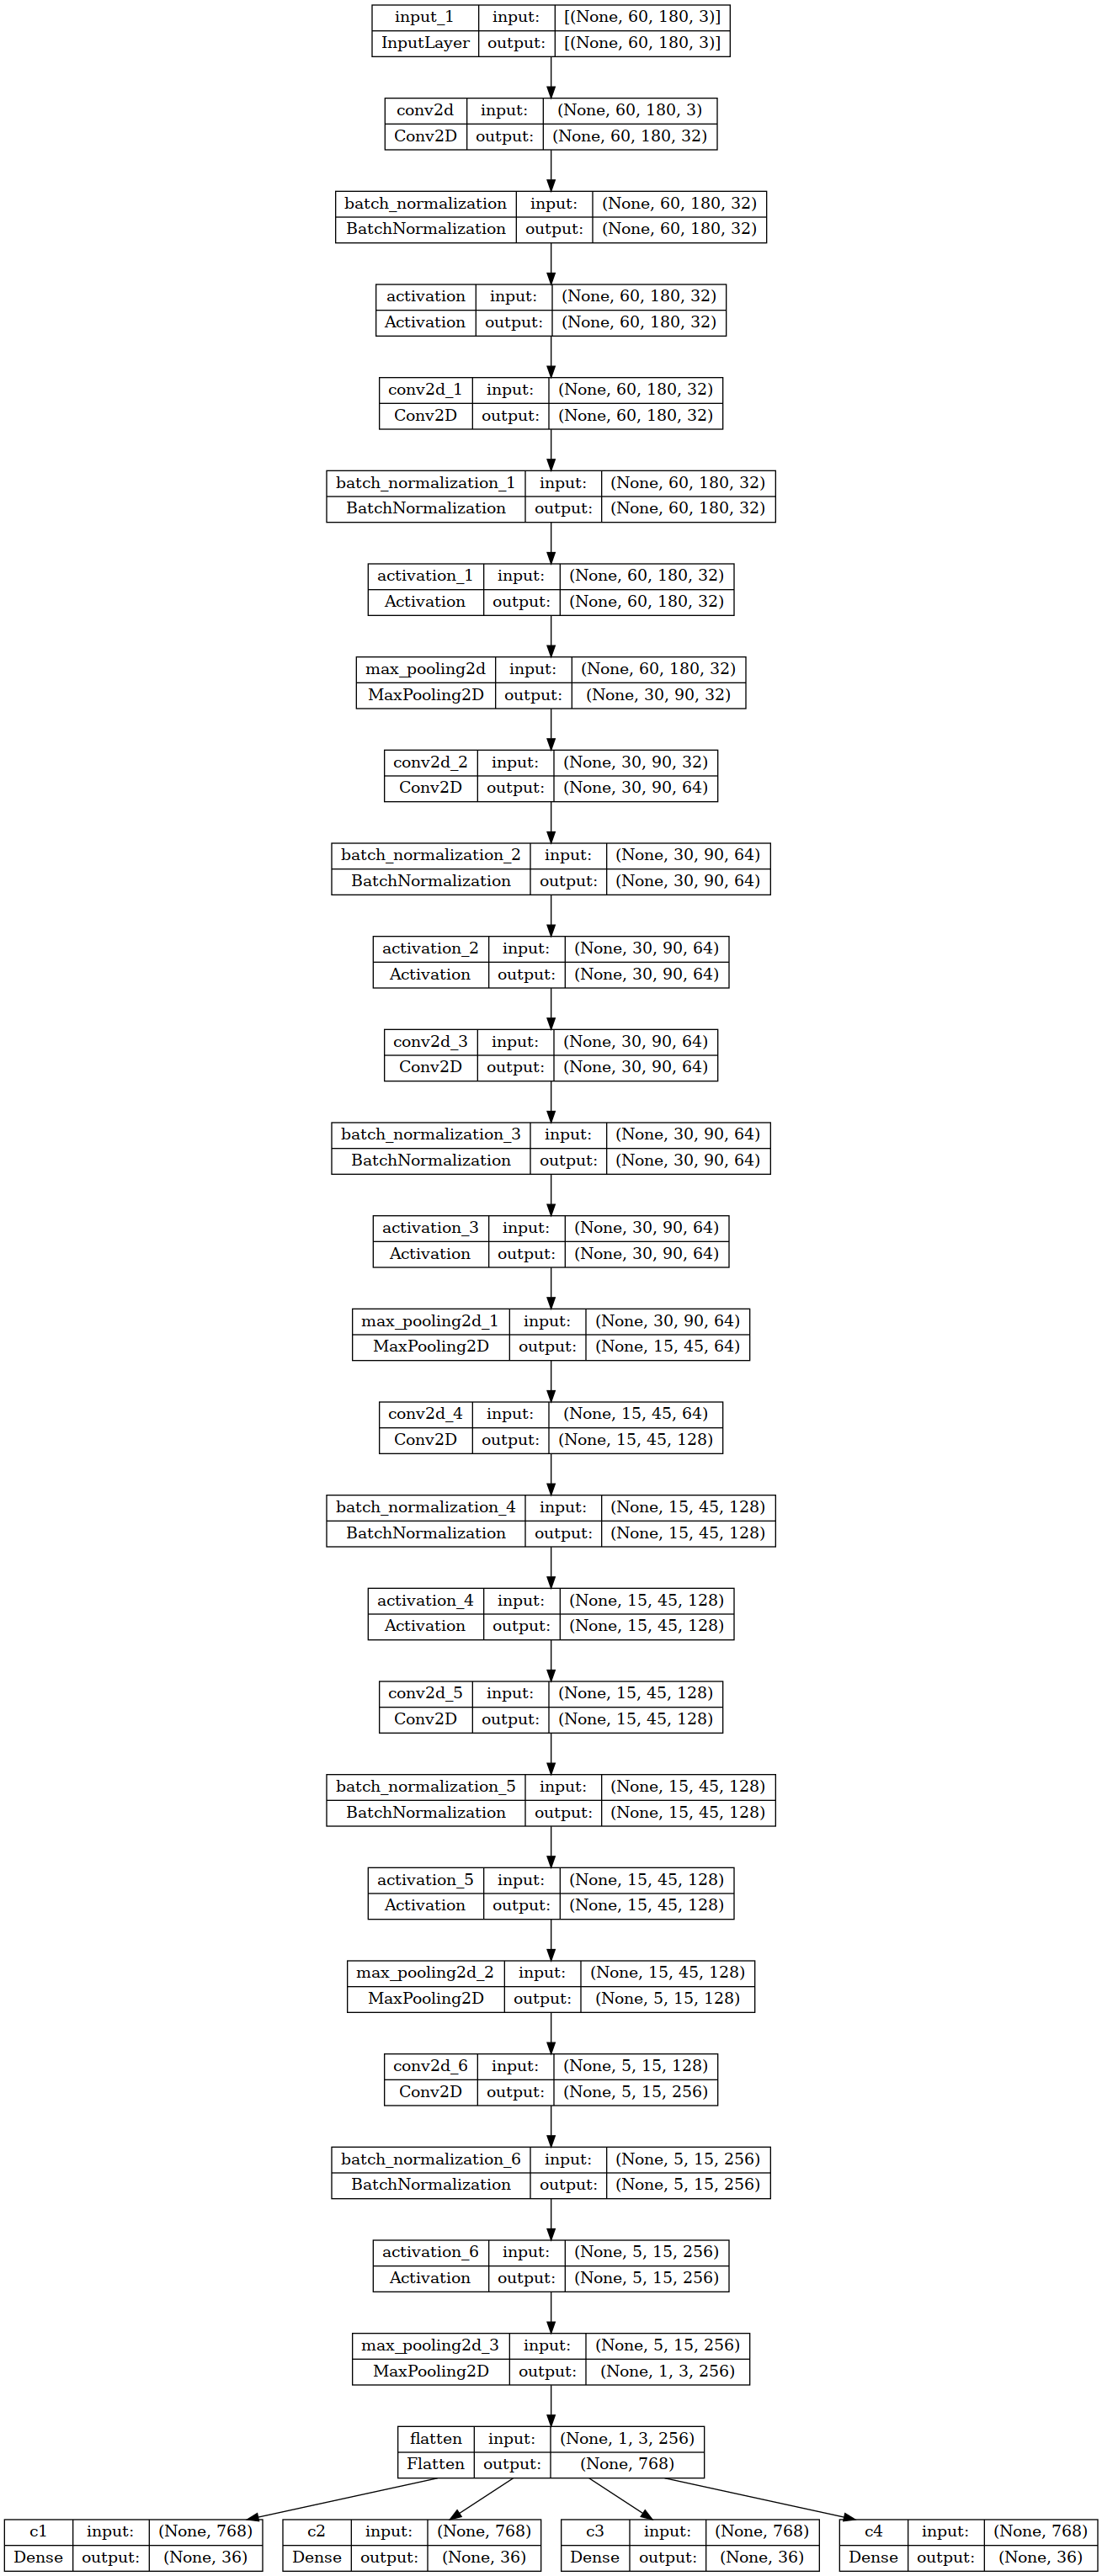 input_1 input: [(None, 60, 180, 3)]
InputLayer output: [(None, 60, 180, 3)]
conv2d input: (None, 60, 180, 3)
Conv2D output: (None, 60, 180, 32)
batch_normalization input: (None, 60, 180, 32)
BatchNormalization output: (None, 60, 180, 32)
activation input: (None, 60, 180, 32)
Activation output: (None, 60, 180, 32)
conv2d_1 input: (None, 60, 180, 32)
Conv2D output: (None, 60, 180, 32)
batch_normalization_1 input: (None, 60, 180, 32)
BatchNormalization output: (None, 60, 180, 32)
activation_1 input: (None, 60, 180, 32)
Activation output: (None, 60, 180, 32)
max_pooling2d input: (None, 60, 180, 32)
MaxPooling2D output: (None, 30, 90, 32)
conv2d_2 input: (None, 30, 90, 32)
Conv2D output: (None, 30, 90, 64)
batch_normalization_2 input: (None, 30, 90, 64)
BatchNormalization output: (None, 30, 90, 64)
activation_2 input: (None, 30, 90, 64)
Activation output: (None, 30, 90, 64)
conv2d_3 input: (None, 30, 90, 64)
Conv2D output: (None, 30, 90, 64)
batch_normalization_3 input: (None, 30, 90, 64)
BatchNormalization output: (None, 30, 90, 64)
activation_3 input: (None, 30, 90, 64)
Activation output: (None, 30, 90, 64)
max_pooling2d_1 input: (None, 30, 90, 64)
MaxPooling2D output: (None, 15, 45, 64)
conv2d_4 input: (None, 15, 45, 64)
Conv2D output: (None, 15, 45, 128)
batch_normalization_4 input: (None, 15, 45, 128)
BatchNormalization output: (None, 15, 45, 128)
activation_4 input: (None, 15, 45, 128)
Activation output: (None, 15, 45, 128)
conv2d_5 input: (None, 15, 45, 128)
Conv2D output: (None, 15, 45, 128)
batch_normalization_5 input: (None, 15, 45, 128)
BatchNormalization output: (None, 15, 45, 128)
activation_5 input: (None, 15, 45, 128)
Activation output: (None, 15, 45, 128)
max_pooling2d_2 input: (None, 15, 45, 128)
MaxPooling2D output: (None, 5, 15, 128)
conv2d_6 input: (None, 5, 15, 128)
Conv2D output: (None, 5, 15, 256)
batch_normalization_6 input: (None, 5, 15, 256)
BatchNormalization output: (None, 5, 15, 256)
activation_6 input: (None, 5, 15, 256)
Activation output: (None, 5, 15, 256)
max_pooling2d_3 input: (None, 5, 15, 256)
MaxPooling2D output: (None, 1, 3, 256)
flatten input: (None, 1, 3, 256)
Flatten output: (None, 768)
c1 input: (None, 768) c2 input: (None, 768) c3 input: (None, 768) c4 input: (None, 768)
Dense output: (None, 36) Dense output: (None, 36) Dense output: (None, 36) Dense output: (None, 36)